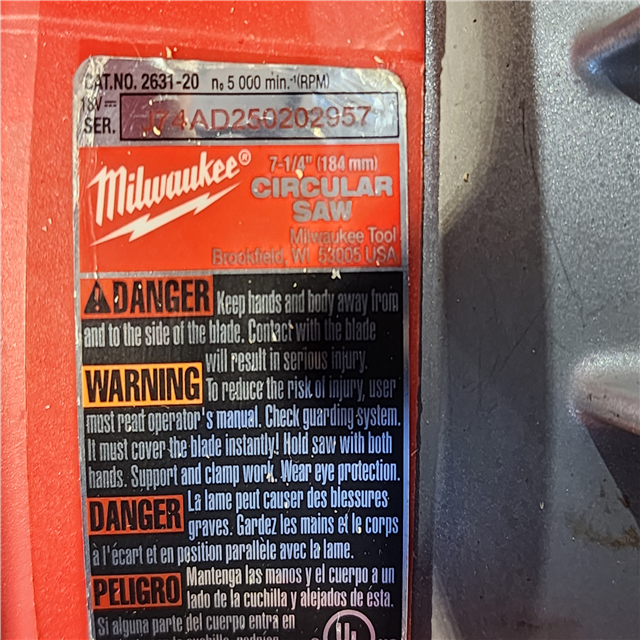 CAT.NO. 2631-20 n₀ 5 000 min.⁻¹(RPM)
18V⎓
SER. J74AD250202957
Milwaukee®
7-1/4" (184 mm)
CIRCULAR
SAW
Milwaukee Tool
Brookfield, WI 53005 USA
DANGER Keep hands and body away from
and to the side of the blade. Contact with the blade
will result in serious injury.
WARNING To reduce the risk of injury, user
must read operator's manual. Check guarding system.
It must cover the blade instantly! Hold saw with both
hands. Support and clamp work. Wear eye protection.
DANGER La lame peut causer des blessures
graves. Gardez les mains et le corps
à l'écart et en position parallèle avec la lame.
PELIGRO Mantenga las manos y el cuerpo a un
lado de la cuchilla y alejados de ésta.
Si alguna parte del cuerpo entra en
UL